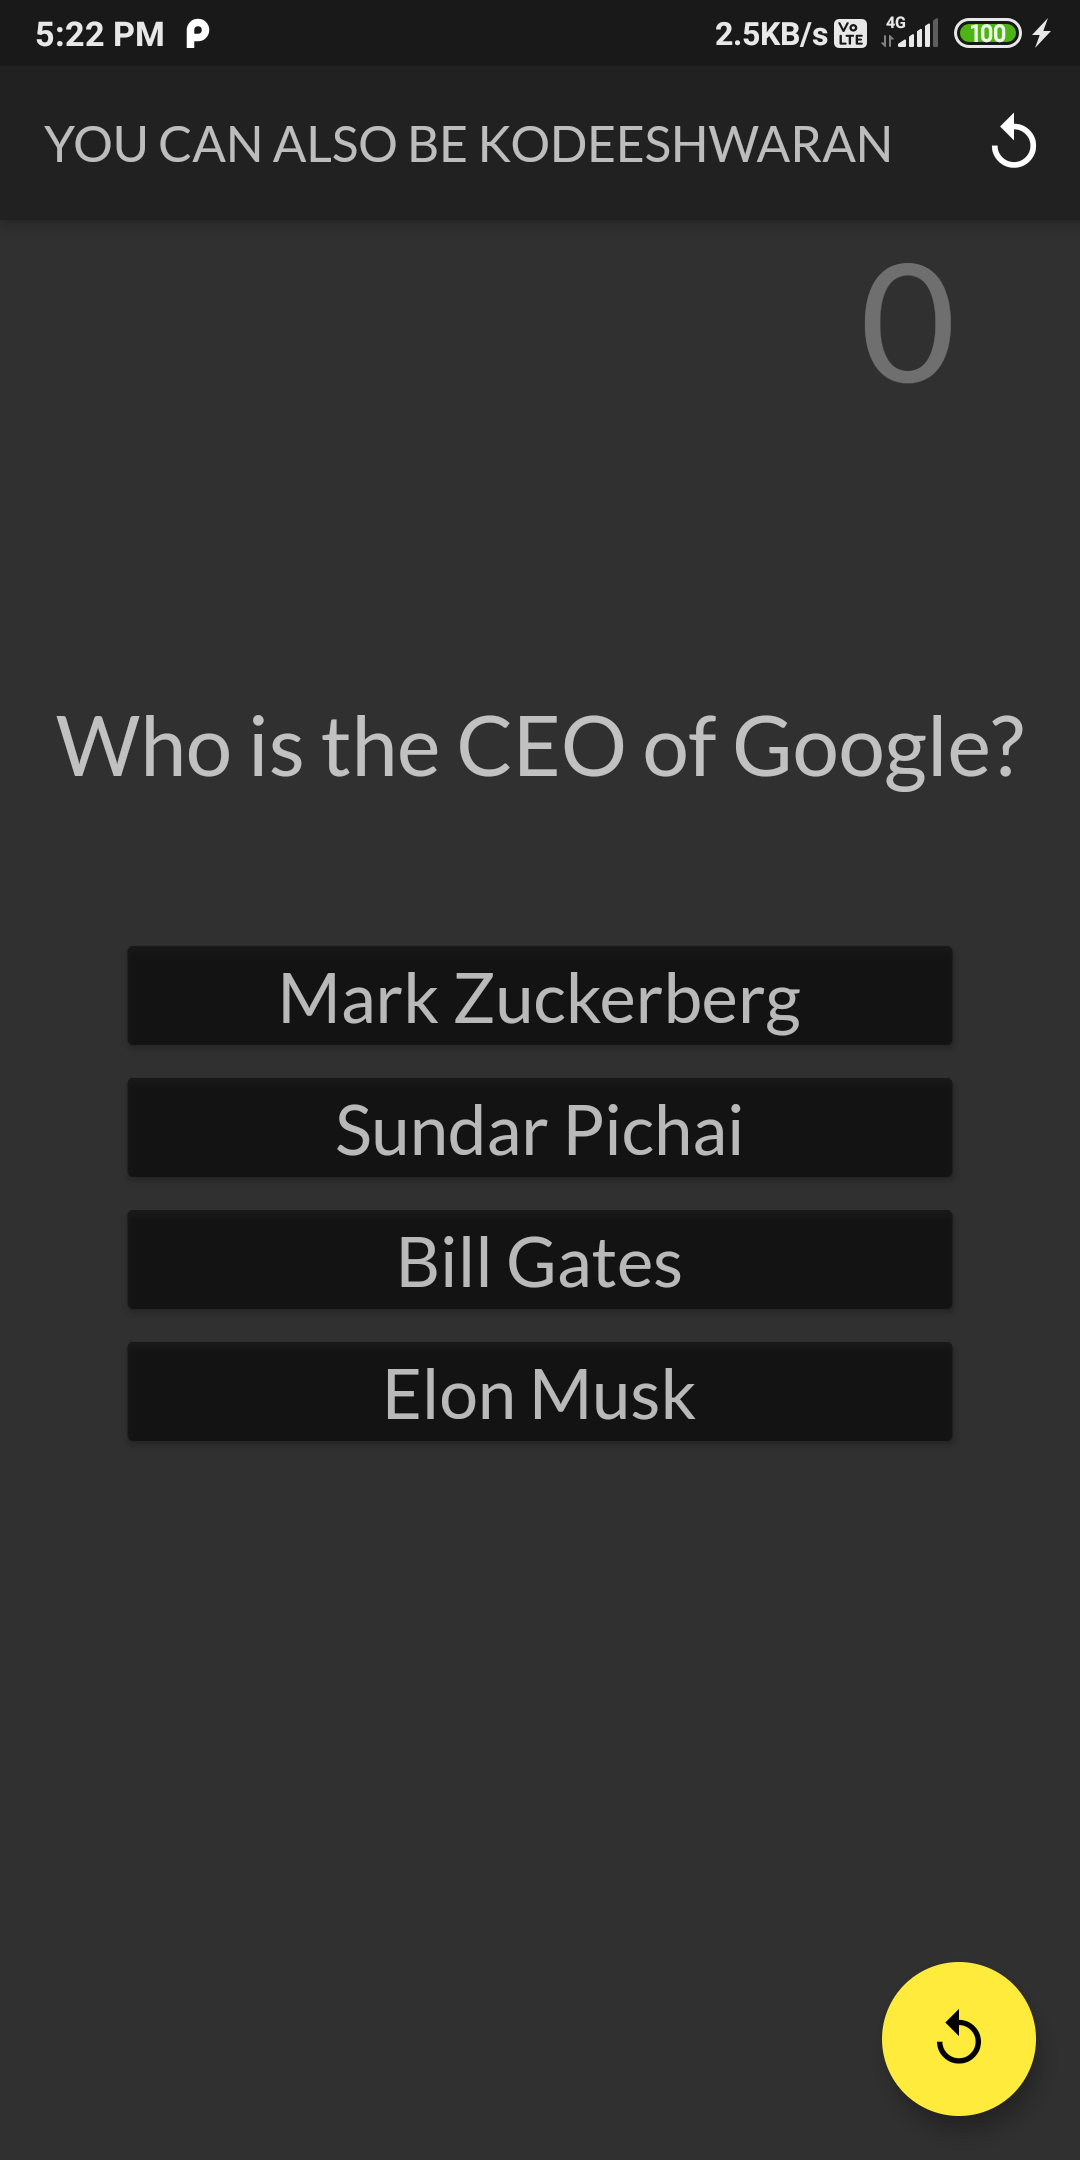 5:22 PM 2.5KB/s Vo LTE 4G 100
YOU CAN ALSO BE KODEESHWARAN
0
Who is the CEO of Google?
Mark Zuckerberg
Sundar Pichai
Bill Gates
Elon Musk